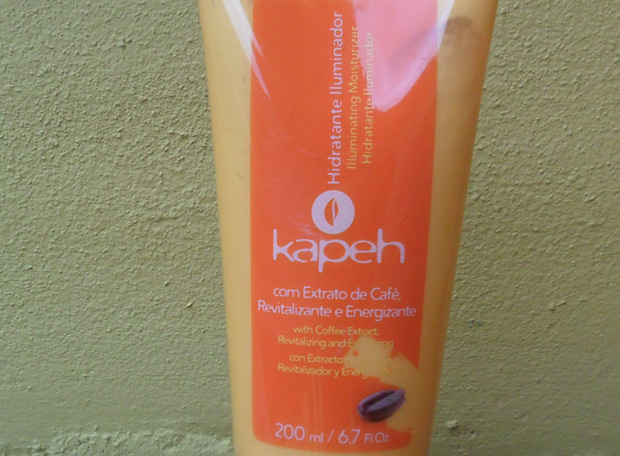 Hidratante Iluminador
Illuminating Moisturizer
Hidratante Iluminador
kapeh
com Extrato de Café,
Revitalizante e Energizante
with Coffee Extract,
Revitalizing and
con Extracto
Revitalizador y
200 ml / 6.7 Fl.Oz.